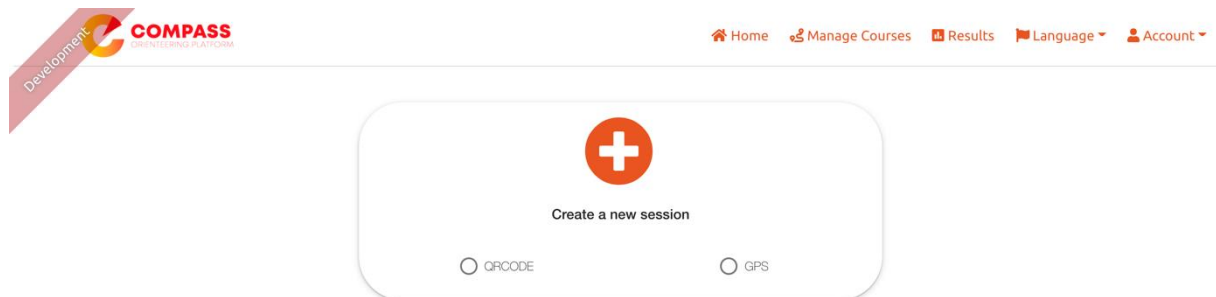 Development
COMPASS
ORIENTEERING PLATFORM
Home Manage Courses Results Language Account
Create a new session
QRCODE GPS